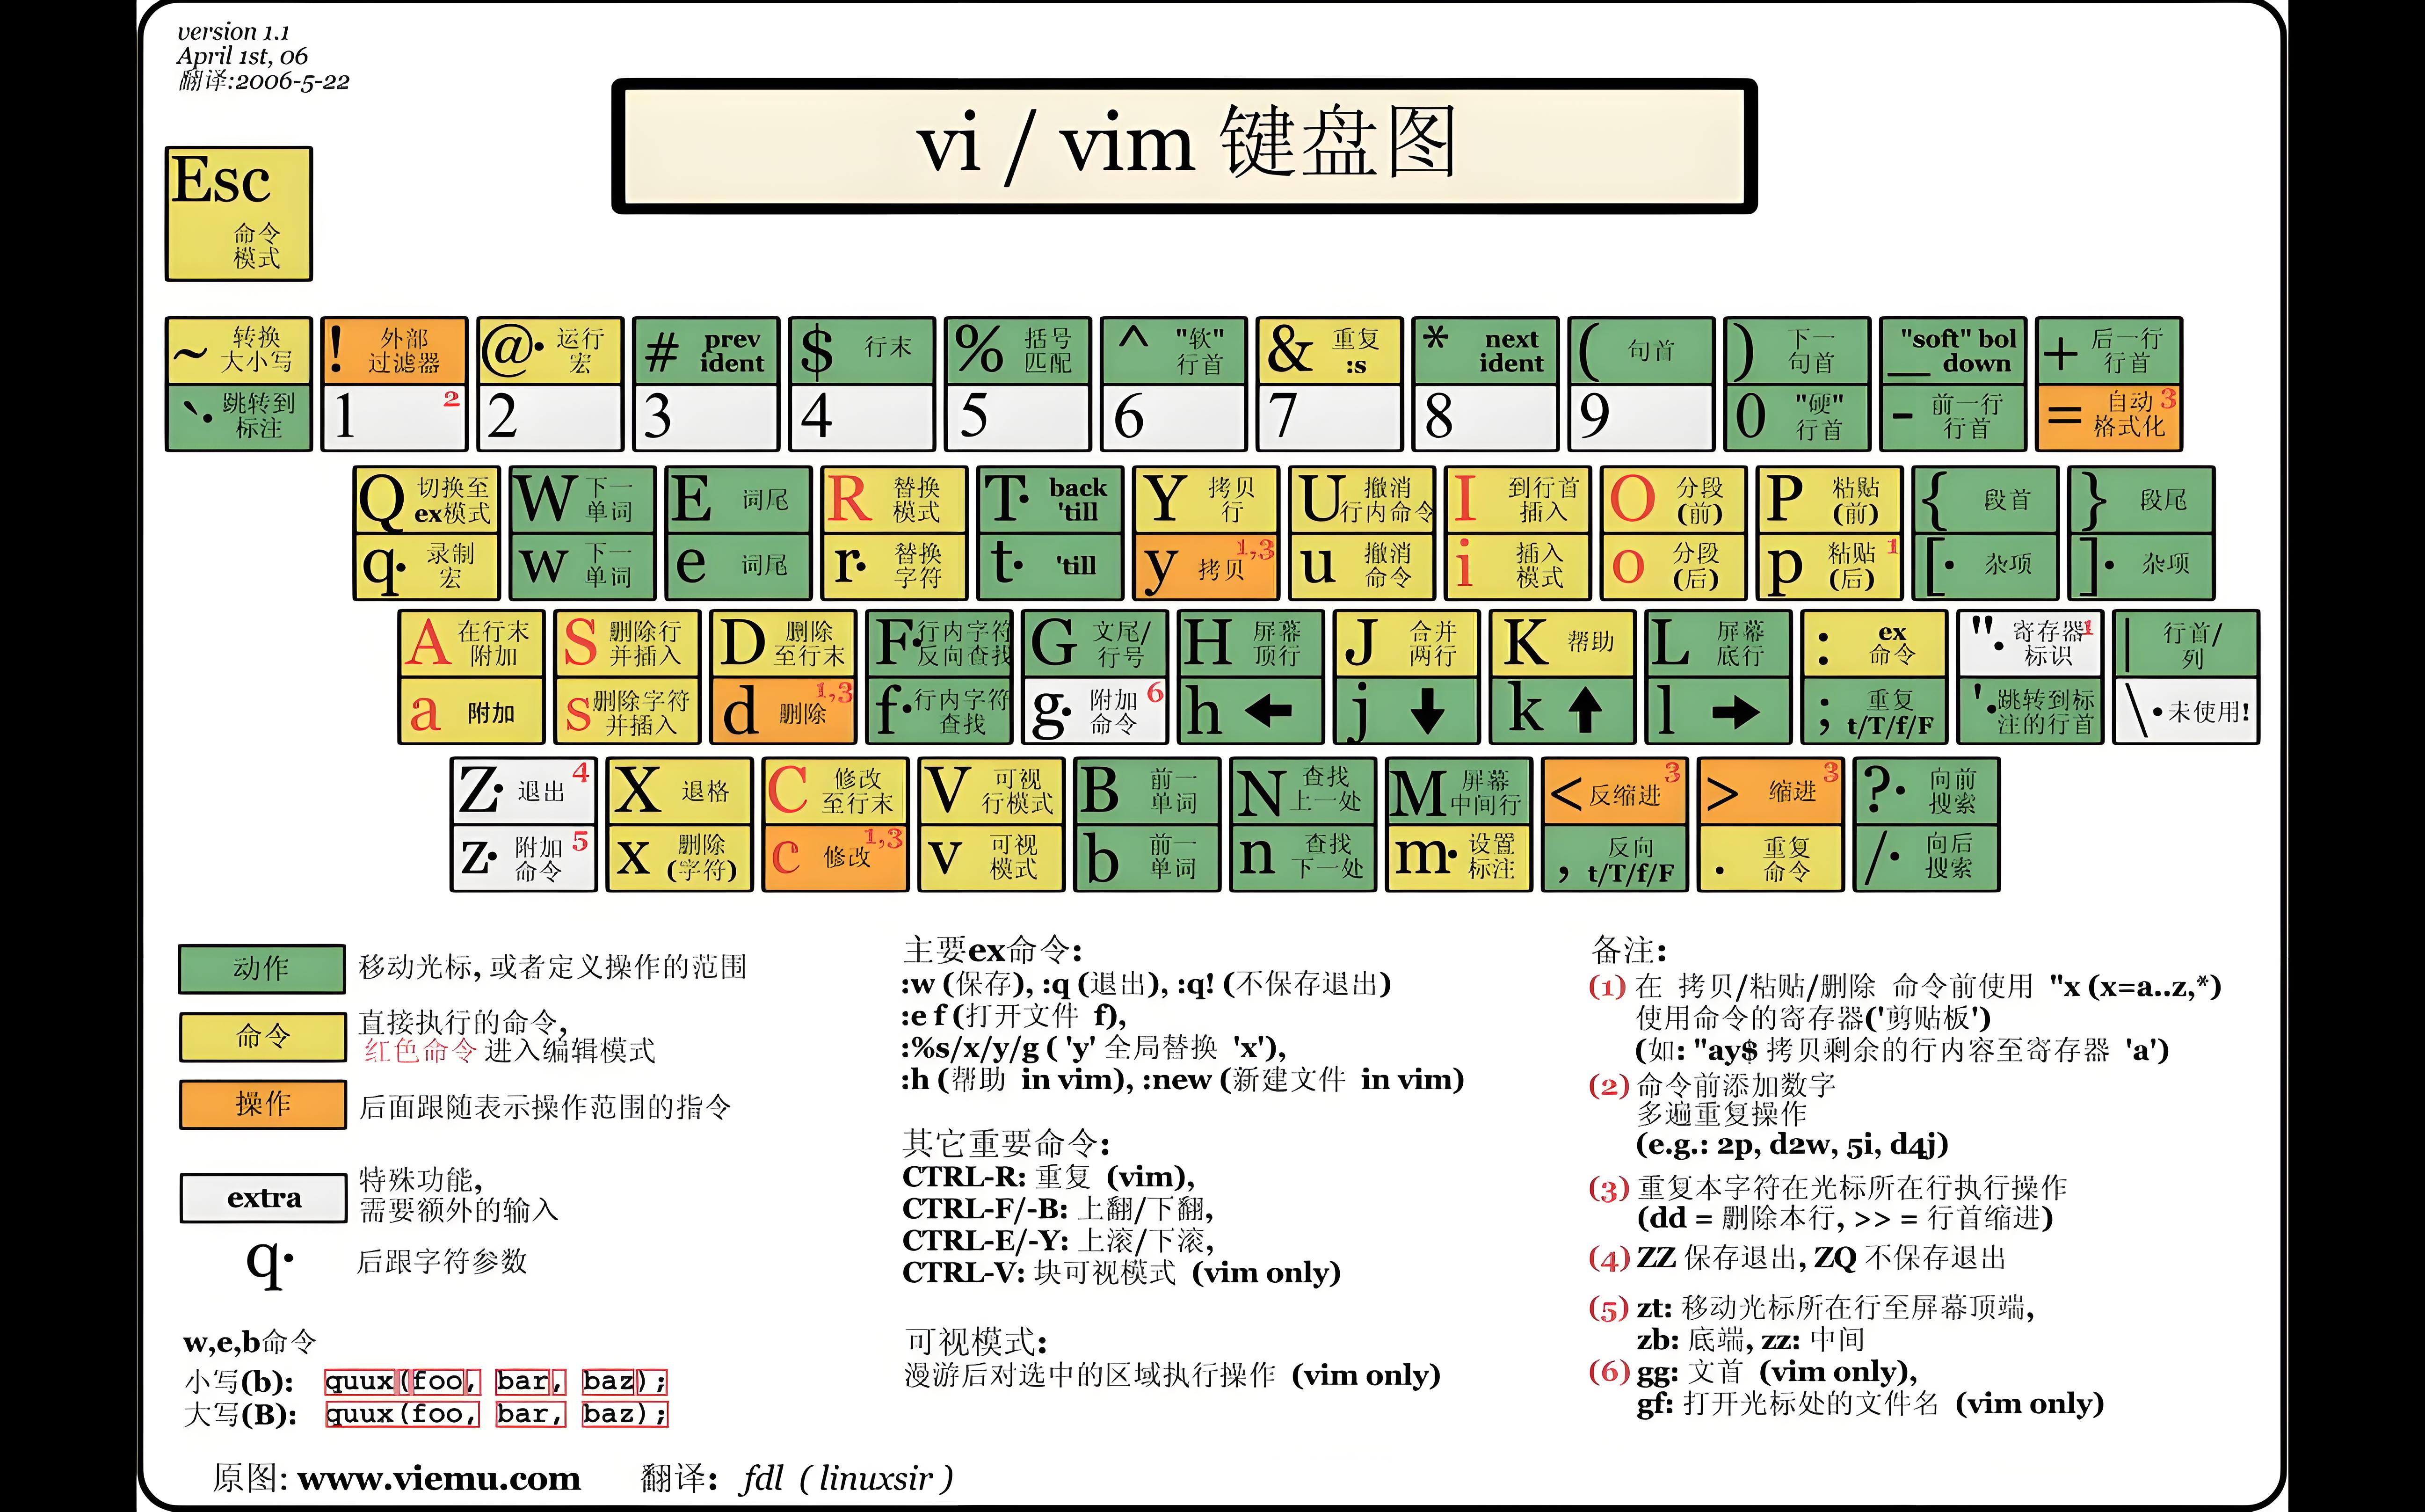 version 1.1
April 1st, 06
翻译:2006-5-22
vi / vim 键盘图
Esc
命令
模式
~ 转换
大小写
! 外部
过滤器
@· 运行
宏
# prev
ident
$ 行末
% 括号
匹配
^ "软"
行首
& 重复
:s
* next
ident
( 句首
) 下一
句首
"soft" bol
_ down
+ 后一行
行首
`· 跳转到
标注
1 2
2
3
4
5
6
7
8
9
0 "硬"
行首
- 前一行
行首
= 自动 3
格式化
Q 切换至
ex模式
W 下一
单词
E 词尾
R 替换
模式
T· back
'till
Y 拷贝
行
U 撤消
行内命令
I 到行首
插入
O 分段
(前)
P 粘贴
(前)
{ 段首
} 段尾
q· 录制
宏
w 下一
单词
e 词尾
r· 替换
字符
t· 'till
y 拷贝 1,3
u 撤消
命令
i 插入
模式
o 分段
(后)
p 粘贴 1
(后)
[· 杂项
]· 杂项
A 在行末
附加
S 删除行
并插入
D 删除
至行末
F· 行内字符
反向查找
G 文尾/
行号
H 屏幕
顶行
J 合并
两行
K 帮助
L 屏幕
底行
: ex
命令
"· 寄存器 1
标识
| 行首/
列
a 附加
s 删除字符
并插入
d 删除 1,3
f· 行内字符
查找
g· 附加 6
命令
h ←
j ↓
k ↑
l →
; 重复
t/T/f/F
'· 跳转到标
注的行首
\· 未使用!
Z· 退出 4
X 退格
C 修改
至行末
V 可视
行模式
B 前一
单词
N 查找
上一处
M 屏幕
中间行
< 反缩进 3
> 缩进 3
?· 向前
搜索
z· 附加 5
命令
x 删除
(字符)
c 修改 1,3
v 可视
模式
b 前一
单词
n 查找
下一处
m· 设置
标注
, 反向
t/T/f/F
. 重复
命令
/· 向后
搜索
动作 移动光标, 或者定义操作的范围
命令 直接执行的命令,
红色命令 进入编辑模式
操作 后面跟随表示操作范围的指令
extra 特殊功能,
需要额外的输入
q· 后跟字符参数
w,e,b命令
小写(b): quux(foo, bar, baz);
大写(B): quux(foo, bar, baz);
主要ex命令:
:w (保存), :q (退出), :q! (不保存退出)
:e f (打开文件 f),
:%s/x/y/g ( 'y' 全局替换 'x'),
:h (帮助 in vim), :new (新建文件 in vim)
其它重要命令:
CTRL-R: 重复 (vim),
CTRL-F/-B: 上翻/下翻,
CTRL-E/-Y: 上滚/下滚,
CTRL-V: 块可视模式 (vim only)
可视模式:
漫游后对选中的区域执行操作 (vim only)
备注:
(1) 在 拷贝/粘贴/删除 命令前使用 "x (x=a..z,*)
使用命令的寄存器('剪贴板')
(如: "ay$ 拷贝剩余的行内容至寄存器 'a')
(2) 命令前添加数字
多遍重复操作
(e.g.: 2p, d2w, 5i, d4j)
(3) 重复本字符在光标所在行执行操作
(dd = 删除本行, >> = 行首缩进)
(4) ZZ 保存退出, ZQ 不保存退出
(5) zt: 移动光标所在行至屏幕顶端,
zb: 底端, zz: 中间
(6) gg: 文首 (vim only),
gf: 打开光标处的文件名 (vim only)
原图: www.viemu.com 翻译: fdl ( linuxsir )